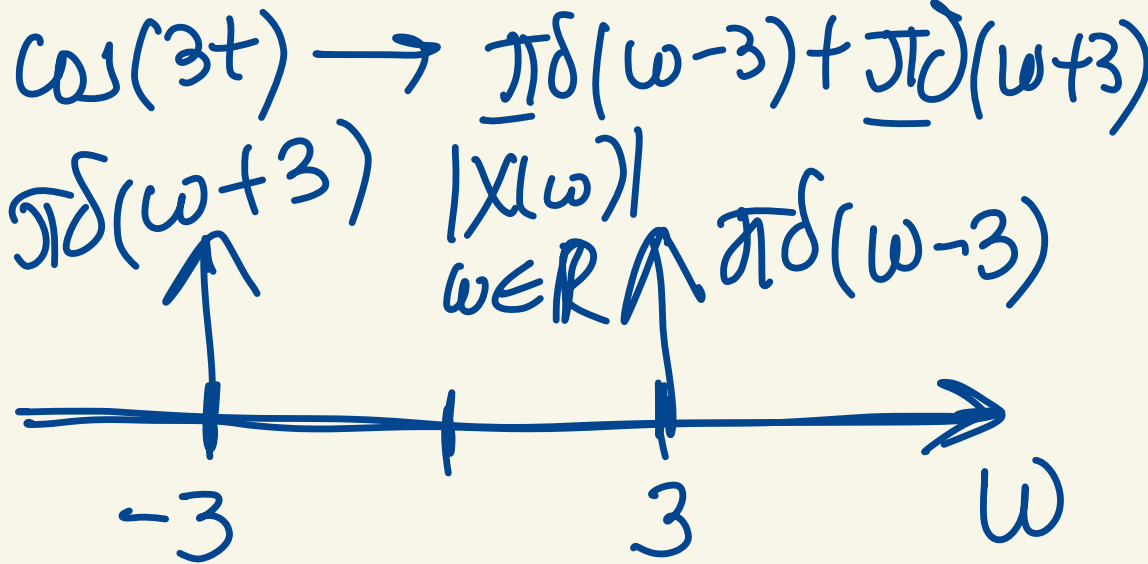 cos(3t) → πδ(ω-3)+πδ(ω+3)
πδ(ω+3) |X(ω)| πδ(ω-3)
ω∈ℝ
-3 3 ω